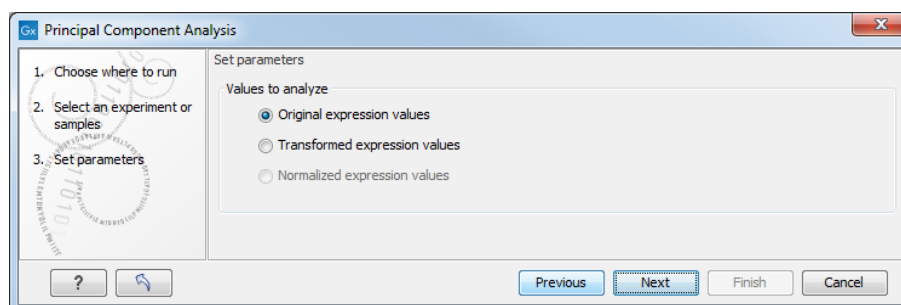 Gx Principal Component Analysis
1. Choose where to run
2. Select an experiment or
samples
3. Set parameters
Set parameters
Values to analyze
Original expression values
Transformed expression values
Normalized expression values
?
Previous
Next
Finish
Cancel